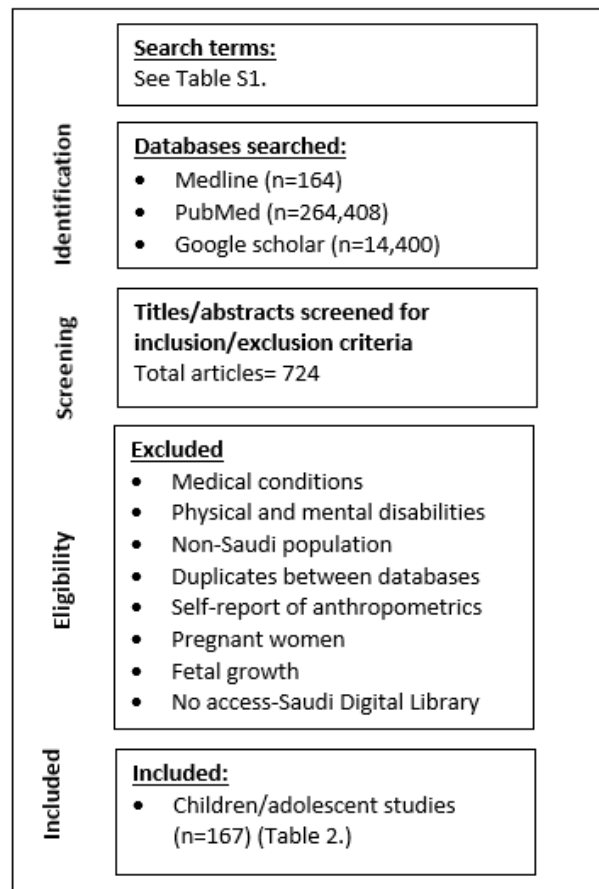 Search terms:
See Table S1.
Identification
Databases searched:
• Medline (n=164)
• PubMed (n=264,408)
• Google scholar (n=14,400)
Screening
Titles/abstracts screened for
inclusion/exclusion criteria
Total articles= 724
Eligibility
Excluded
• Medical conditions
• Physical and mental disabilities
• Non-Saudi population
• Duplicates between databases
• Self-report of anthropometrics
• Pregnant women
• Fetal growth
• No access-Saudi Digital Library
Included
Included:
• Children/adolescent studies
(n=167) (Table 2.)